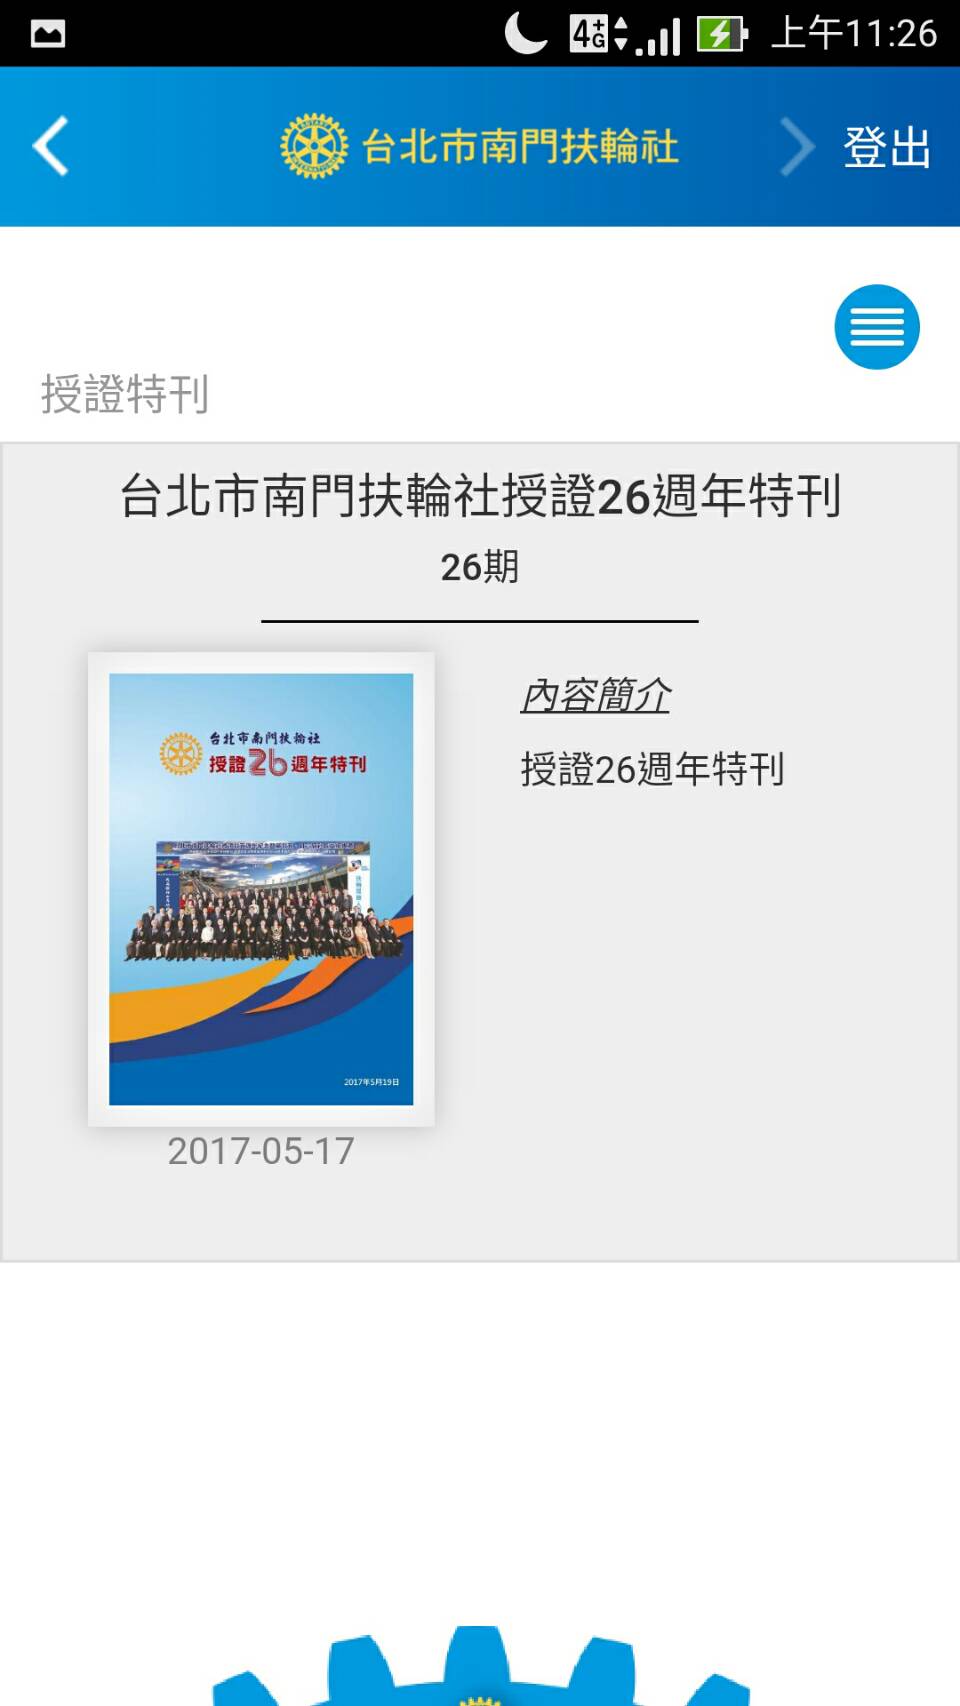 上午11:26
台北市南門扶輪社
登出
授證特刊
台北市南門扶輪社授證26週年特刊
26期
內容簡介
授證26週年特刊
台北市南門扶輪社
授證26週年特刊
2017年5月19日
2017-05-17